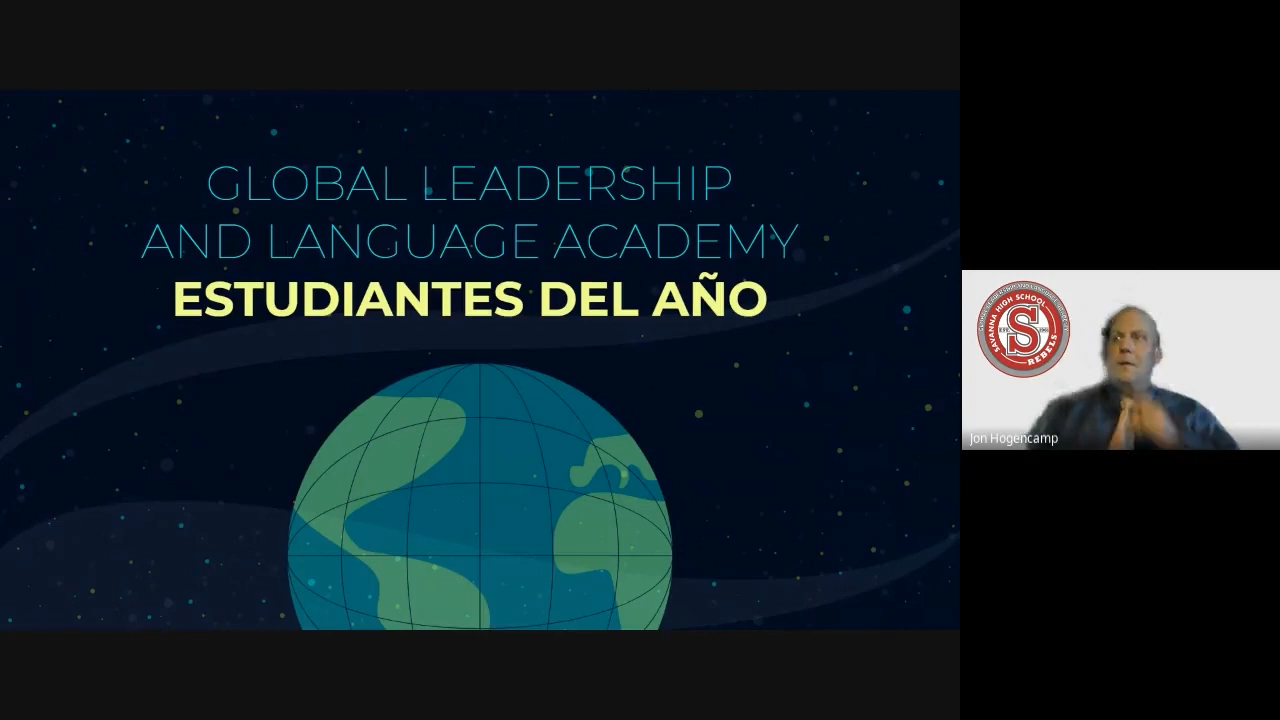 GLOBAL LEADERSHIP
AND LANGUAGE ACADEMY
ESTUDIANTES DEL AÑO
SAVANNA HIGH SCHOOL
S
REBELS
Jon Hogencamp